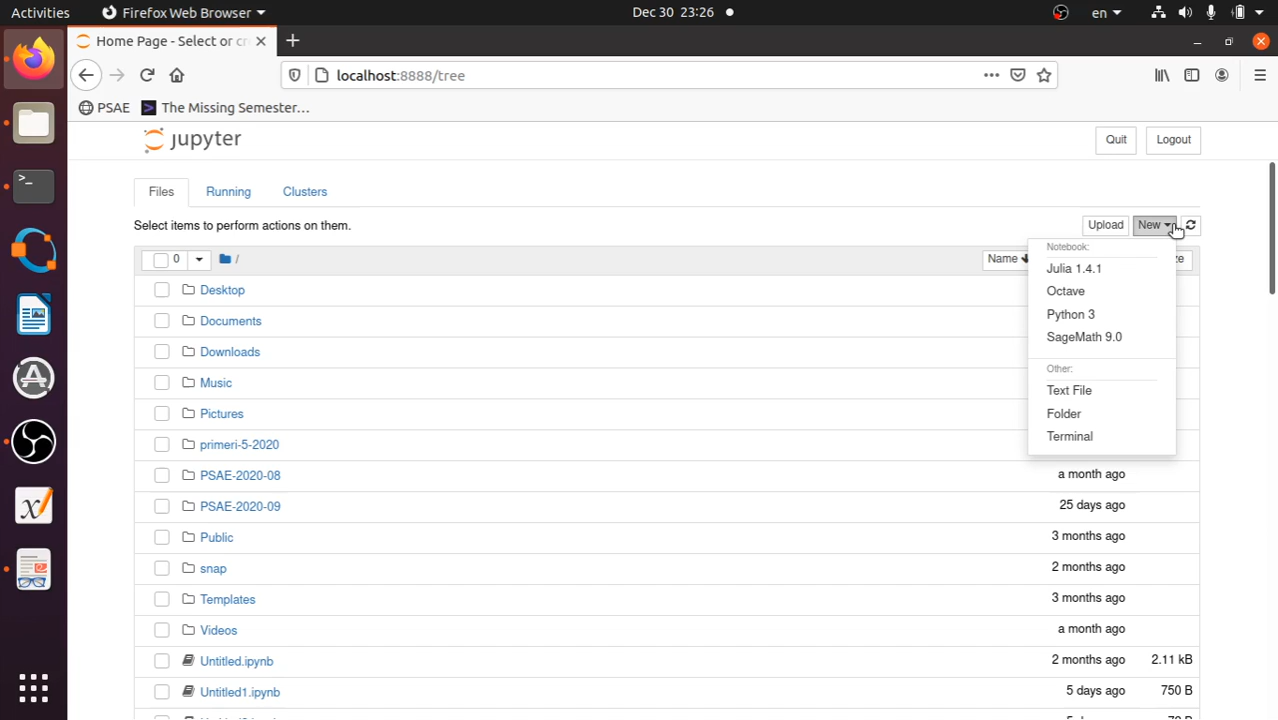 Activities Firefox Web Browser Dec 30 23:26 en
Home Page - Select or cr
localhost:8888/tree
PSAE The Missing Semester...
jupyter Quit Logout
Files Running Clusters
Select items to perform actions on them. Upload New
0 / Name
Notebook:
Julia 1.4.1
Octave
Python 3
SageMath 9.0
Other:
Text File
Folder
Terminal
Desktop
Documents
Downloads
Music
Pictures
primeri-5-2020
PSAE-2020-08 a month ago
PSAE-2020-09 25 days ago
Public 3 months ago
snap 2 months ago
Templates 3 months ago
Videos a month ago
Untitled.ipynb 2 months ago 2.11 kB
Untitled1.ipynb 5 days ago 750 B